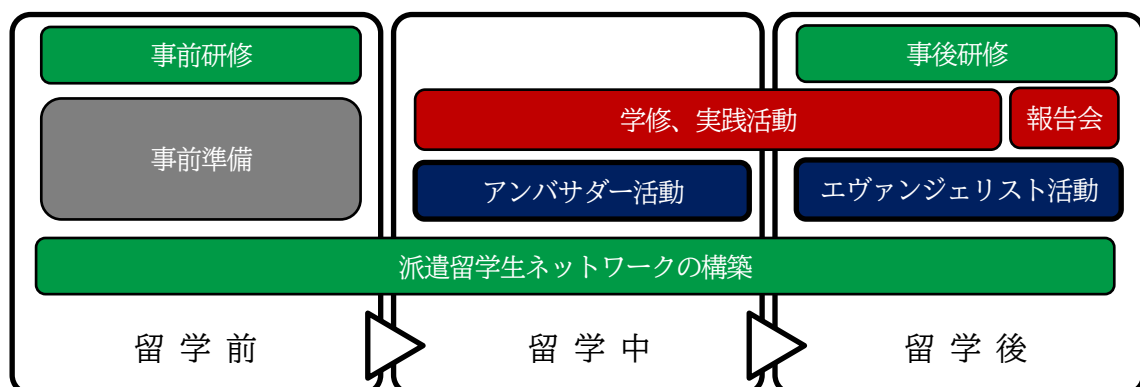 事前研修
事後研修
学修、実践活動
報告会
事前準備
アンバサダー活動
エヴァンジェリスト活動
派遣留学生ネットワークの構築
留学前
留学中
留学後